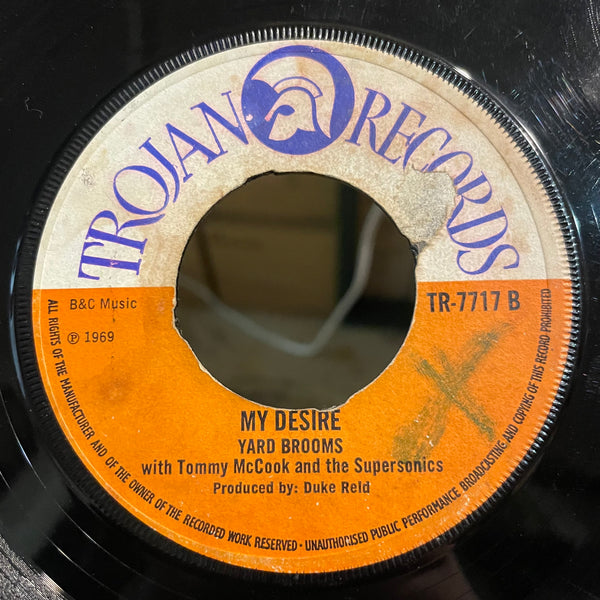 TROJAN RECORDS
B&C Music
TR-7717 B
Ⓟ 1969
MY DESIRE
YARD BROOMS
with Tommy McCook and the Supersonics
Produced by: Duke Reid
ALL RIGHTS OF THE MANUFACTURER AND OF THE OWNER OF THE RECORDED WORK RESERVED · UNAUTHORISED PUBLIC PERFORMANCE BROADCASTING AND COPYING OF THIS RECORD PROHIBITED
X